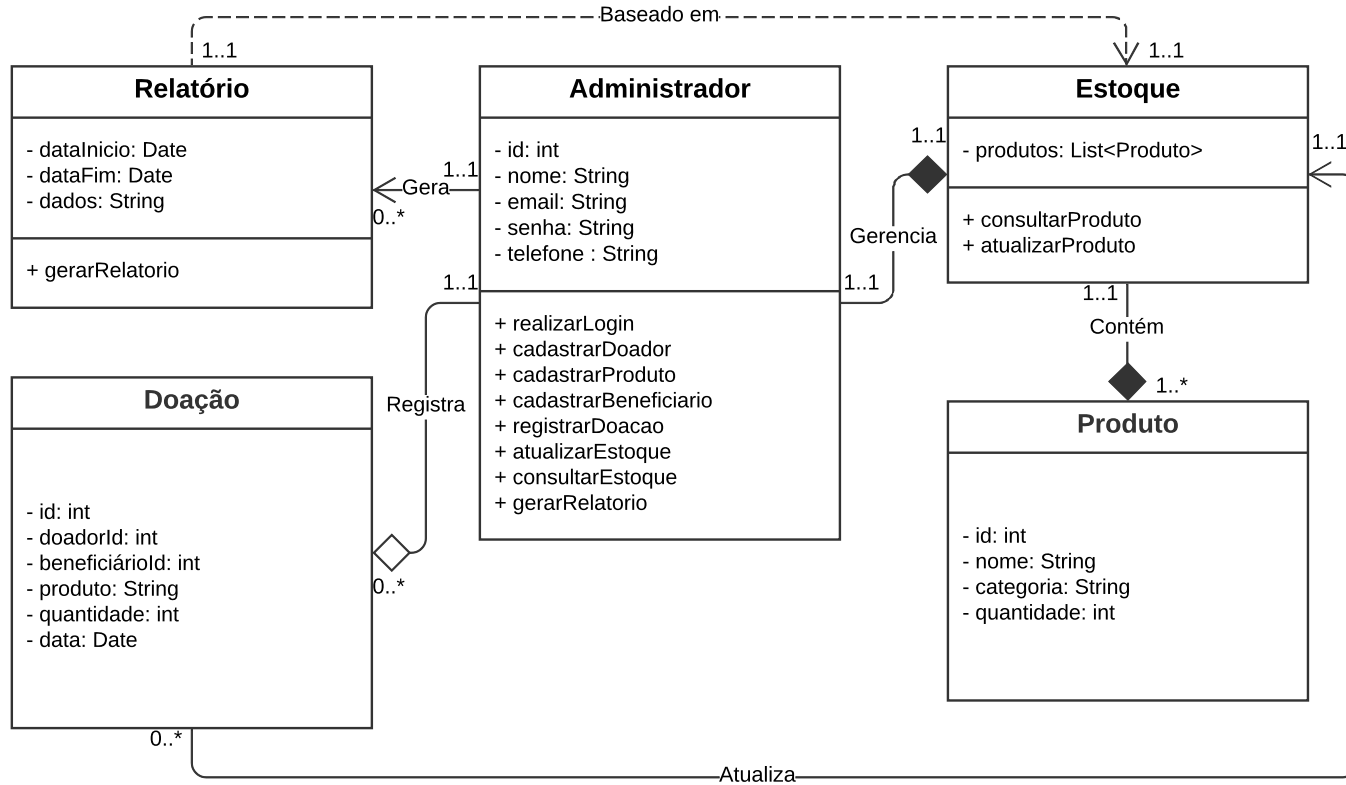 Baseado em
1..1
1..1
Relatório
- dataInicio: Date
- dataFim: Date
- dados: String
+ gerarRelatorio
Gera
1..1
0..*
Administrador
- id: int
- nome: String
- email: String
- senha: String
- telefone : String
+ realizarLogin
+ cadastrarDoador
+ cadastrarProduto
+ cadastrarBeneficiario
+ registrarDoacao
+ atualizarEstoque
+ consultarEstoque
+ gerarRelatorio
1..1
Gerencia
1..1
Estoque
- produtos: List<Produto>
+ consultarProduto
+ atualizarProduto
1..1
1..1
Contém
1..*
1..1
Registra
0..*
Doação
- id: int
- doadorId: int
- beneficiárioId: int
- produto: String
- quantidade: int
- data: Date
Produto
- id: int
- nome: String
- categoria: String
- quantidade: int
0..*
Atualiza